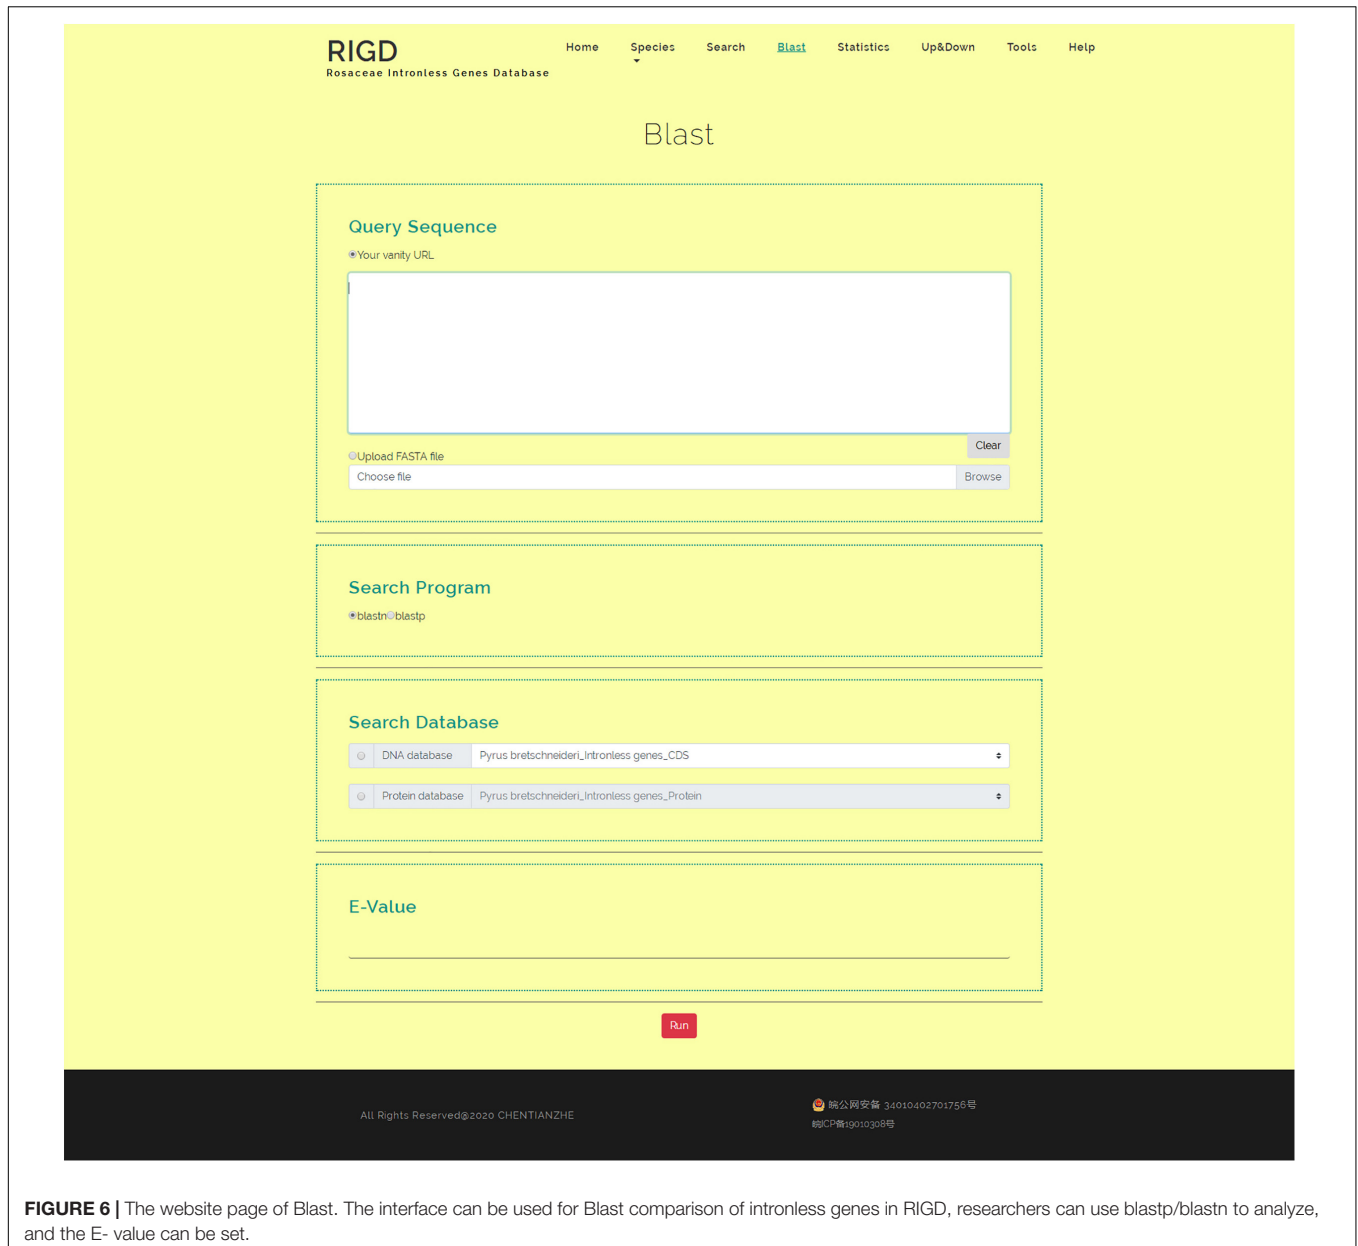 RIGD
Rosaceae Intronless Genes Database
Home Species Search Blast Statistics Up&Down Tools Help
Blast
Query Sequence
Your vanity URL
Clear
Upload FASTA file
Choose file Browse
Search Program
blastn blastp
Search Database
DNA database Pyrus bretschneideri_Intronless genes_CDS
Protein database Pyrus bretschneideri_Intronless genes_Protein
E-Value
Run
All Rights Reserved@2020 CHENTIANZHE
皖公网安备 34010402701756号
皖ICP备19010308号
FIGURE 6 | The website page of Blast. The interface can be used for Blast comparison of intronless genes in RIGD, researchers can use blastp/blastn to analyze,
and the E- value can be set.